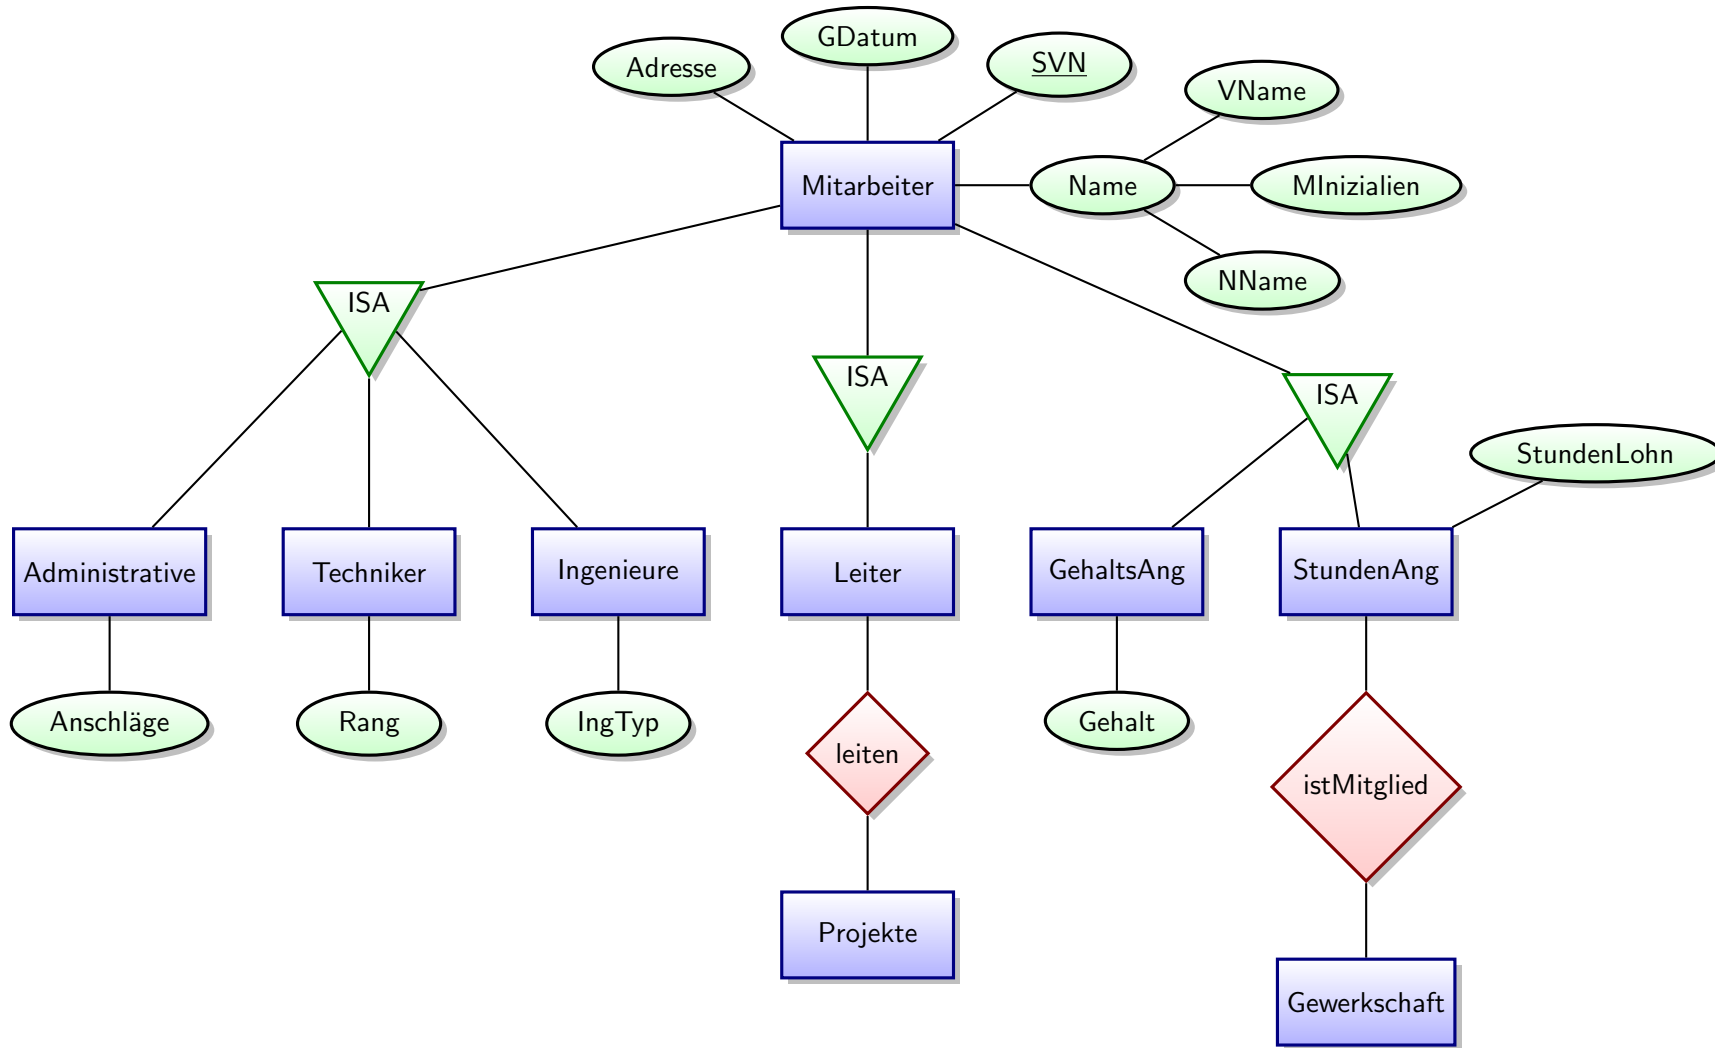 GDatum
Adresse
SVN
VName
Mitarbeiter
Name
MInizialien
NName
ISA
ISA
ISA
StundenLohn
Administrative
Techniker
Ingenieure
Leiter
GehaltsAng
StundenAng
Anschläge
Rang
IngTyp
leiten
Gehalt
istMitglied
Projekte
Gewerkschaft